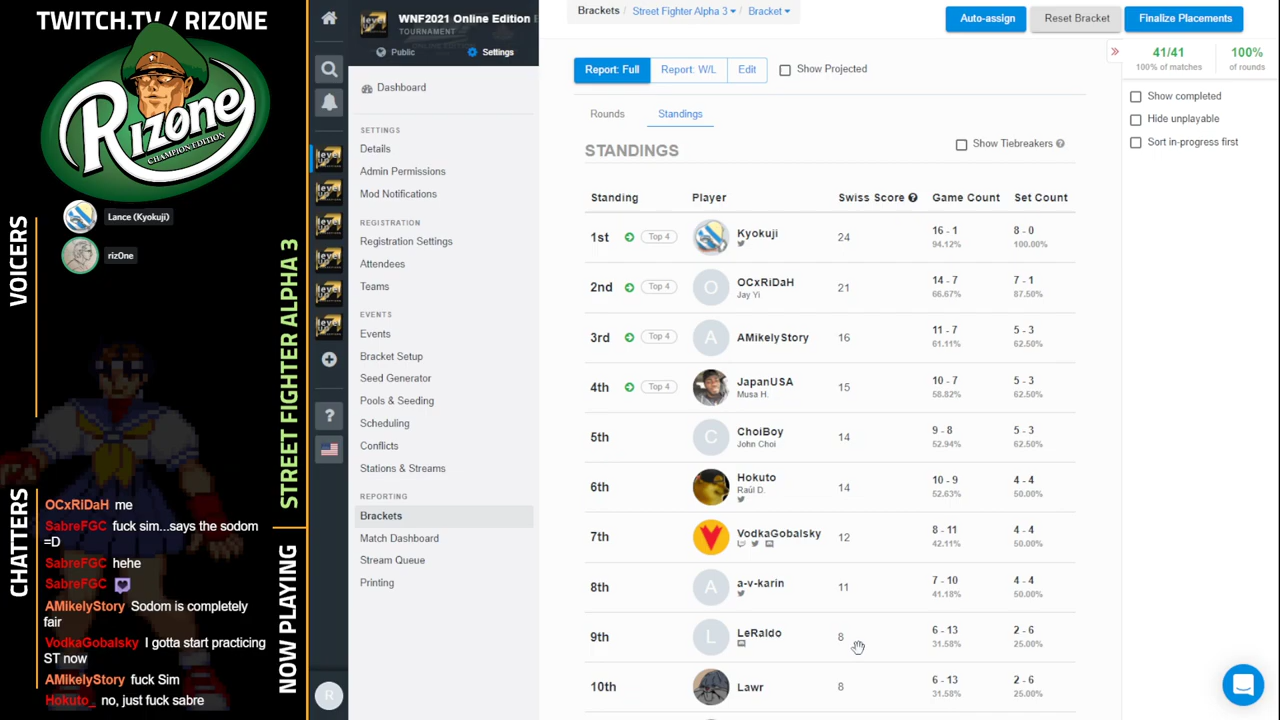 TWITCH.TV / RIZONE
RizOne
CHAMPION EDITION
VOICERS
Lance (Kyokuji)
riz0ne
STREET FIGHTER ALPHA 3
CHATTERS
OCxRiDaH me
SabreFGC fuck sim...says the sodom
=D
SabreFGC hehe
SabreFGC
AMikelyStory Sodom is completely
fair
VodkaGobalsky I gotta start practicing
ST now
AMikelyStory fuck Sim
Hokuto_ no, just fuck sabre
NOW PLAYING
WNF2021 Online Edition E
TOURNAMENT
Public
Settings
Dashboard
SETTINGS
Details
Admin Permissions
Mod Notifications
REGISTRATION
Registration Settings
Attendees
Teams
EVENTS
Events
Bracket Setup
Seed Generator
Pools & Seeding
Scheduling
Conflicts
Stations & Streams
REPORTING
Brackets
Match Dashboard
Stream Queue
Printing
?
R
Brackets / Street Fighter Alpha 3 / Bracket
Auto-assign
Reset Bracket
Finalize Placements
Report: Full
Report: W/L
Edit
Show Projected
Rounds
Standings
STANDINGS
Show Tiebreakers
Standing Player Swiss Score Game Count Set Count
1st Top 4 Kyokuji 24 16 - 1 8 - 0
94.12% 100.00%
2nd Top 4 O OCxRiDaH 21 14 - 7 7 - 1
Jay Yi 66.67% 87.50%
3rd Top 4 A AMikelyStory 16 11 - 7 5 - 3
61.11% 62.50%
4th Top 4 JapanUSA 15 10 - 7 5 - 3
Musa H. 58.82% 62.50%
5th C ChoiBoy 14 9 - 8 5 - 3
John Choi 52.94% 62.50%
6th Hokuto 14 10 - 9 4 - 4
Raúl D. 52.63% 50.00%
7th VodkaGobalsky 12 8 - 11 4 - 4
42.11% 50.00%
8th A a-v-karin 11 7 - 10 4 - 4
41.18% 50.00%
9th L LeRaldo 8 6 - 13 2 - 6
31.58% 25.00%
10th Lawr 8 6 - 13 2 - 6
31.58% 25.00%
41/41
100% of matches
100%
of rounds
Show completed
Hide unplayable
Sort in-progress first